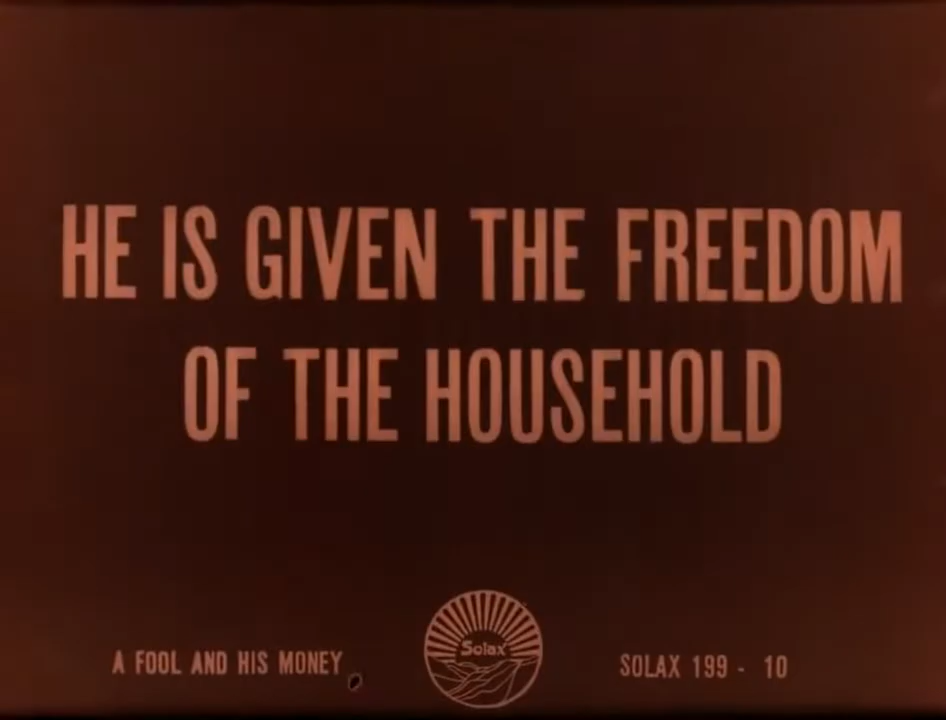 HE IS GIVEN THE FREEDOM
OF THE HOUSEHOLD
Solax
A FOOL AND HIS MONEY
SOLAX 199 - 10